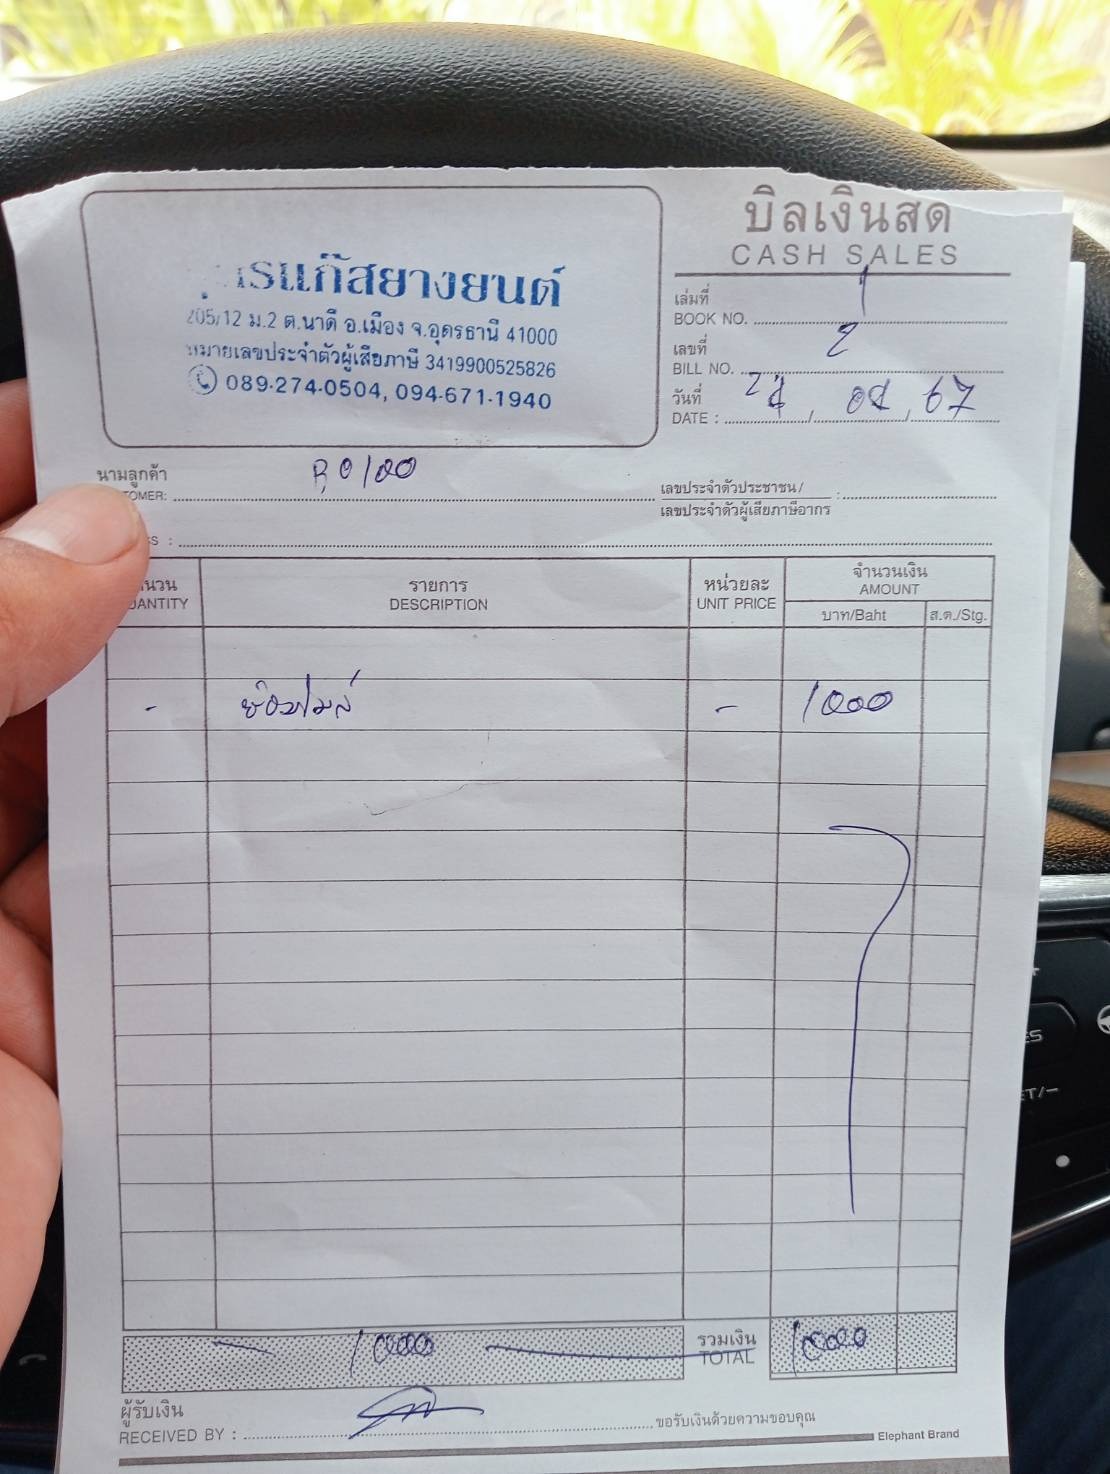 รแก๊สยางยนต์
205/12 ม.2 ต.นาดี อ.เมือง จ.อุดรธานี 41000
หมายเลขประจำตัวผู้เสียภาษี 3419900525826
089-274-0504, 094-671-1940
บิลเงินสด
CASH SALES
เล่มที่ 1
BOOK NO.
เลขที่ 2
BILL NO.
วันที่
DATE : / / 67
นามลูกค้า
TOMER:
เลขประจำตัวประชาชน/
เลขประจำตัวผู้เสียภาษีอากร
SS :
นวน
UANTITY
รายการ
DESCRIPTION
หน่วยละ
UNIT PRICE
จำนวนเงิน
AMOUNT
บาท/Baht
ส.ต./Stg.
- - 1000
1000
รวมเงิน
TOTAL
1000
ผู้รับเงิน
RECEIVED BY :
ขอรับเงินด้วยความขอบคุณ
Elephant Brand
ES
ET/-